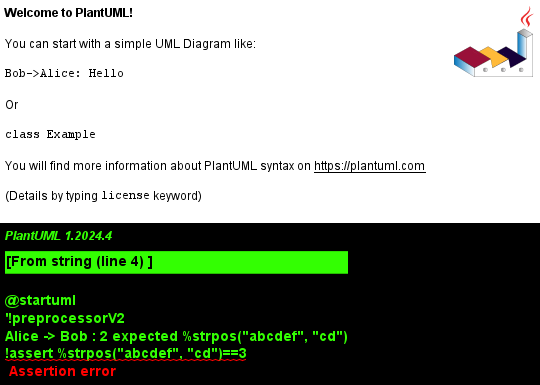 Welcome to PlantUML!
You can start with a simple UML Diagram like:
Bob->Alice: Hello
Or
class Example
You will find more information about PlantUML syntax on https://plantuml.com
(Details by typing license keyword)
PlantUML 1.2024.4
[From string (line 4) ]
@startuml
'!preprocessorV2
Alice -> Bob : 2 expected %strpos("abcdef", "cd")
!assert %strpos("abcdef", "cd")==3
Assertion error